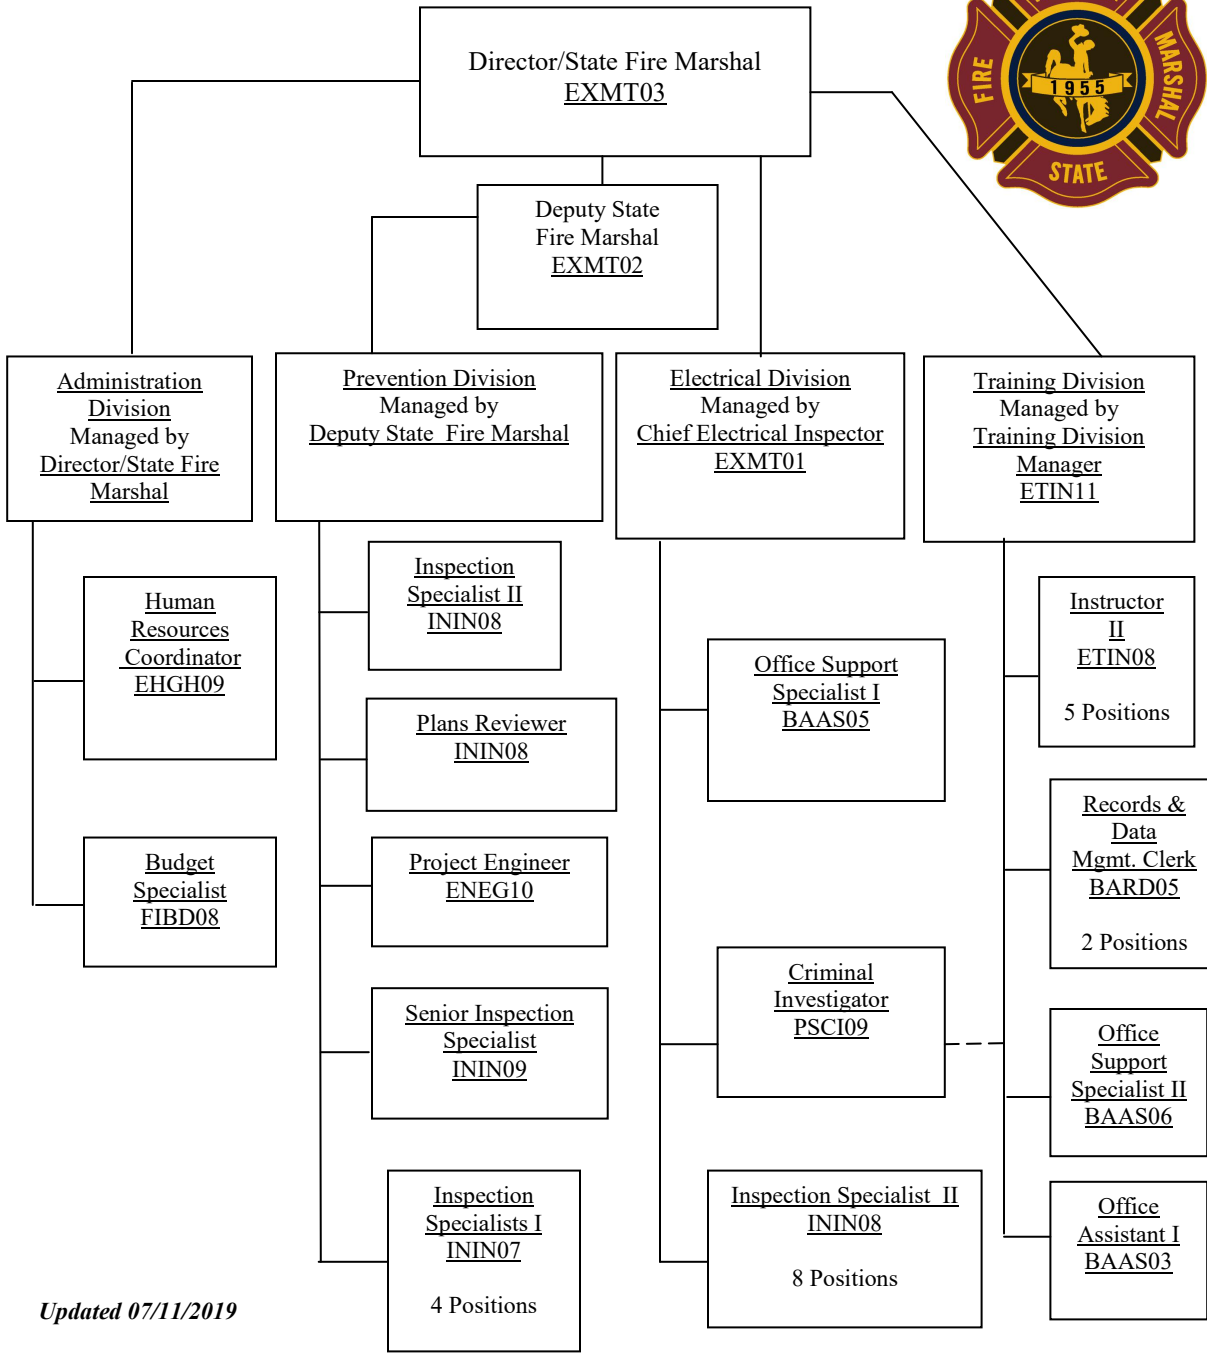 Director/State Fire Marshal
EXMT03
FIRE
MARSHAL
1955
STATE
Deputy State
Fire Marshal
EXMT02
Administration
Division
Managed by
Director/State Fire
Marshal
Prevention Division
Managed by
Deputy State  Fire Marshal
Electrical Division
Managed by
Chief Electrical Inspector
EXMT01
Training Division
Managed by
Training Division
Manager
ETIN11
Human
Resources
Coordinator
EHGH09
Budget
Specialist
FIBD08
Inspection
Specialist II
ININ08
Plans Reviewer
ININ08
Project Engineer
ENEG10
Senior Inspection
Specialist
ININ09
Inspection
Specialists I
ININ07
4 Positions
Office Support
Specialist I
BAAS05
Criminal
Investigator
PSCI09
Inspection Specialist  II
ININ08
8 Positions
Instructor
II
ETIN08
5 Positions
Records &
Data
Mgmt. Clerk
BARD05
2 Positions
Office
Support
Specialist II
BAAS06
Office
Assistant I
BAAS03
Updated 07/11/2019